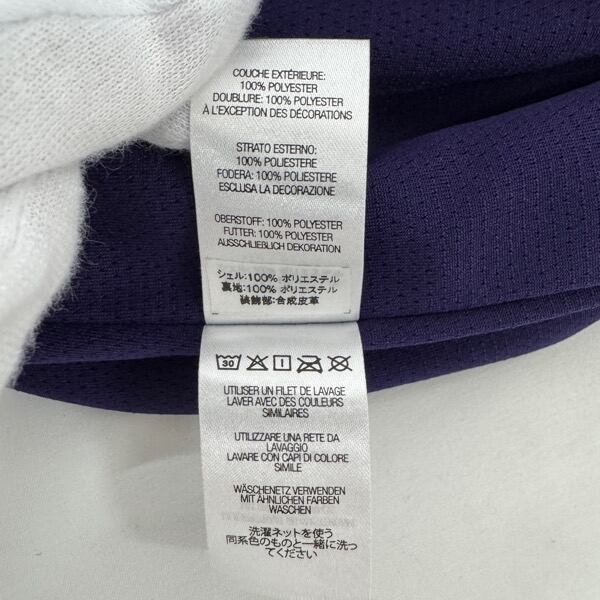 COUCHE EXTÉRIEURE:
100% POLYESTER
DOUBLURE: 100% POLYESTER
À L'EXCEPTION DES DÉCORATIONS
STRATO ESTERNO:
100% POLIESTERE
FODERA: 100% POLIESTERE
ESCLUSA LA DECORAZIONE
OBERSTOFF: 100% POLYESTER
FUTTER: 100% POLYESTER
AUSSCHLIEBLICH DEKORATION
シェル:100% ポリエステル
裏地:100% ポリエステル
装飾部:合成皮革
30
UTILISER UN FILET DE LAVAGE
LAVER AVEC DES COULEURS
SIMILAIRES
UTILIZZARE UNA RETE DA
LAVAGGIO
LAVARE CON CAPI DI COLORE
SIMILE
WÄSCHENETZ VERWENDEN
MIT ÄHNLICHEN FARBEN
WASCHEN
洗濯ネットを使う
同系色のものと一緒に洗っ
てください